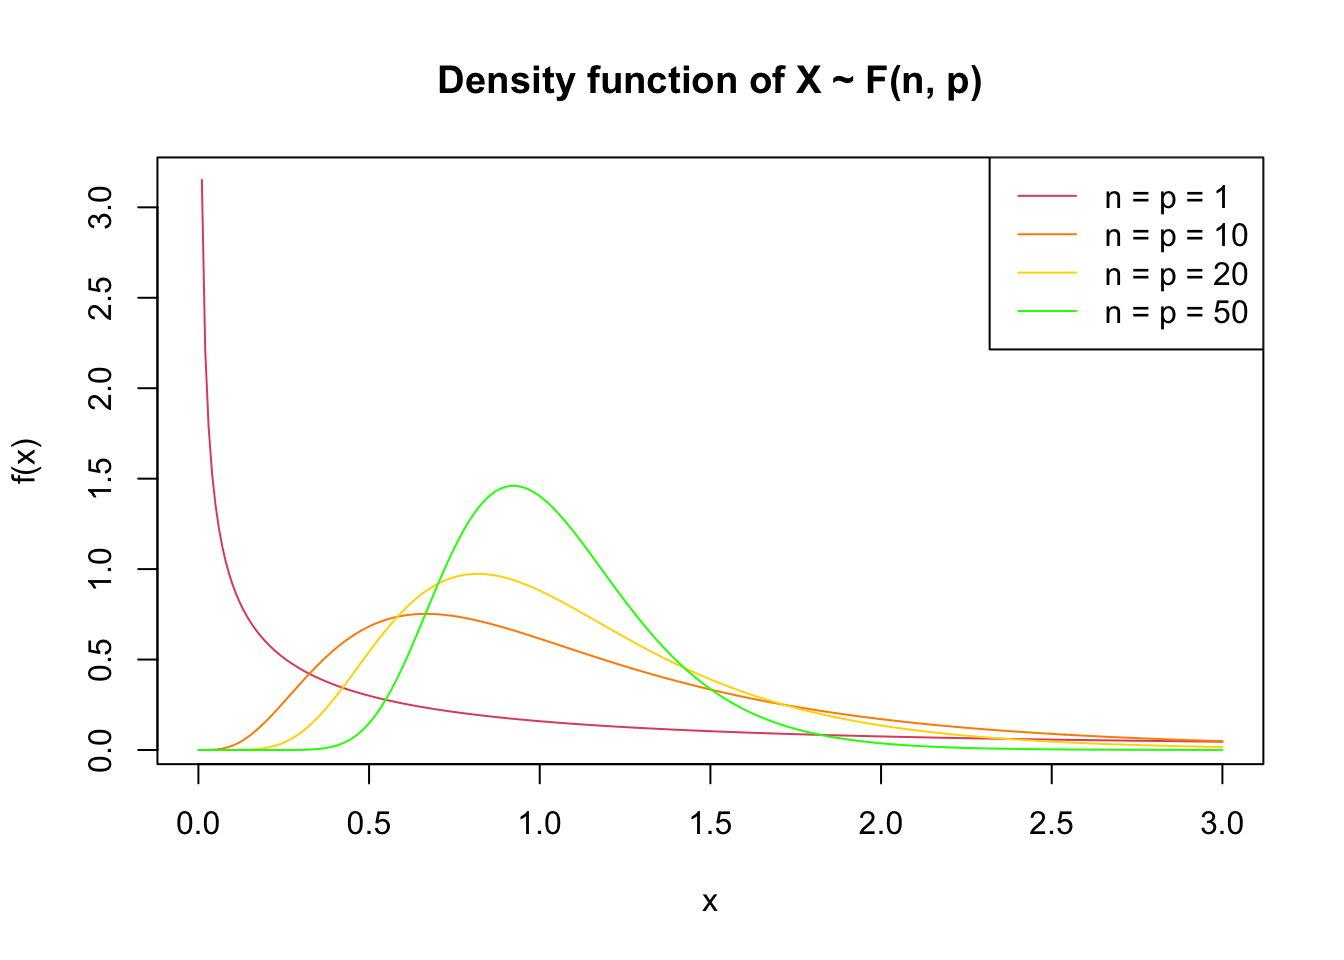 Density function of X ~ F(n, p)
n = p = 1
n = p = 10
n = p = 20
n = p = 50
f(x)
3.0
2.5
2.0
1.5
1.0
0.5
0.0
0.0 0.5 1.0 1.5 2.0 2.5 3.0
x